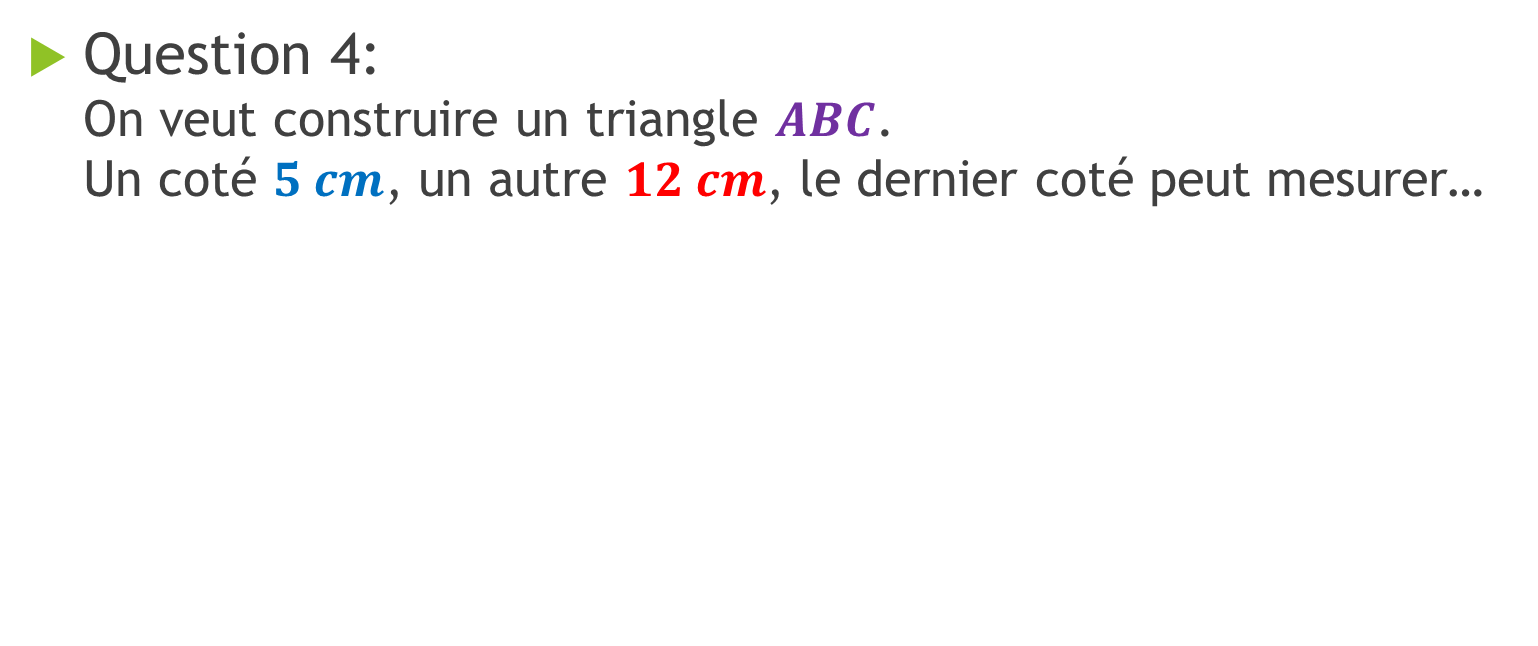 Question 4:
On veut construire un triangle ABC.
Un coté 5 cm, un autre 12 cm, le dernier coté peut mesurer…